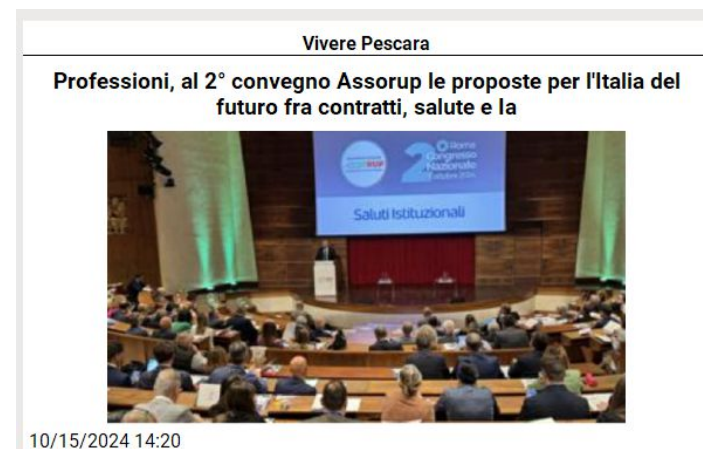 Vivere Pescara
Professioni, al 2° convegno Assorup le proposte per l'Italia del
futuro fra contratti, salute e la
2° Roma
Congresso
Nazionale
Saluti Istituzionali
10/15/2024 14:20